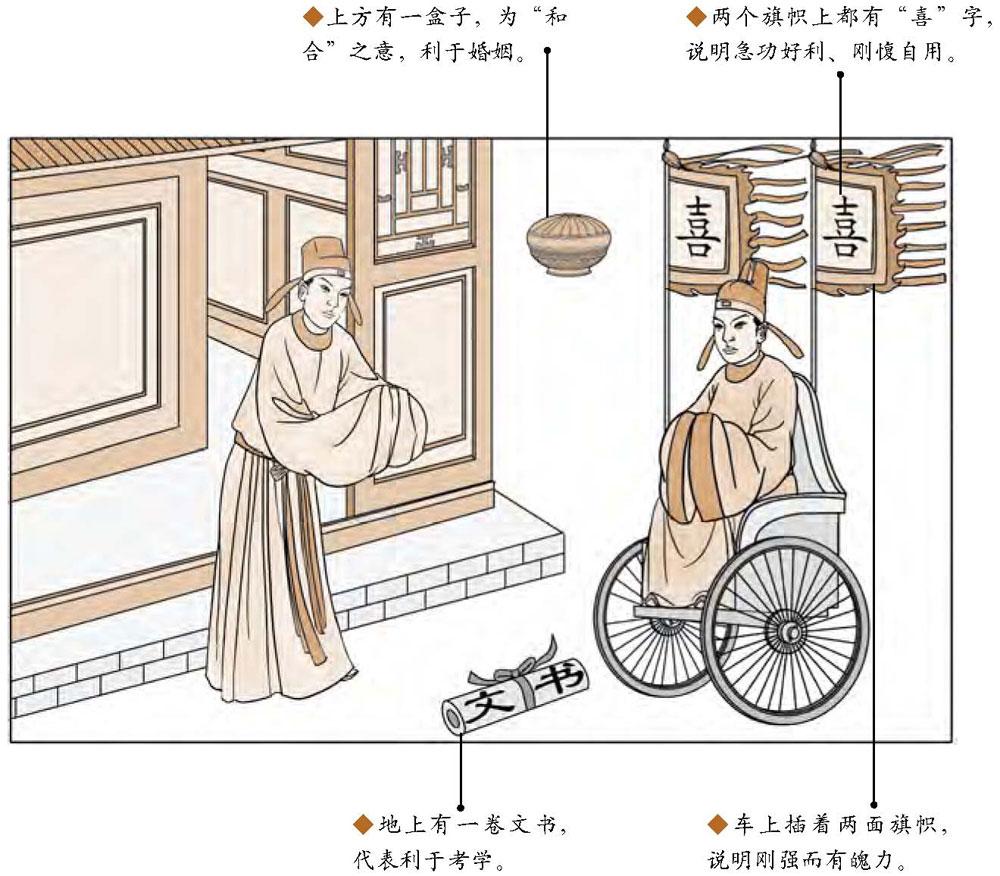 ◆上方有一盒子，为“和
合”之意，利于婚姻。
◆两个旗帜上都有“喜”字，
说明急功好利、刚愎自用。
喜
喜
文书
◆地上有一卷文书，
代表利于考学。
◆车上插着两面旗帜，
说明刚强而有魄力。